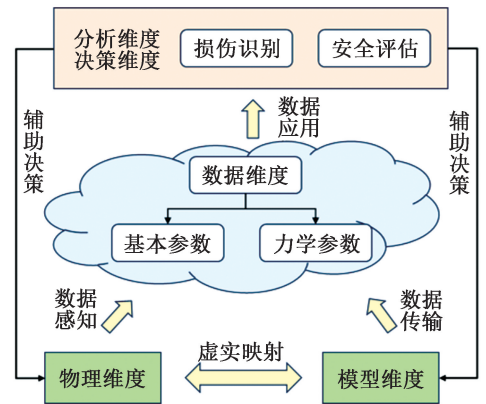 分析维度
决策维度
损伤识别
安全评估
数据
应用
辅助决策
辅助决策
数据维度
基本参数
力学参数
数据
感知
数据
传输
虚实映射
物理维度
模型维度